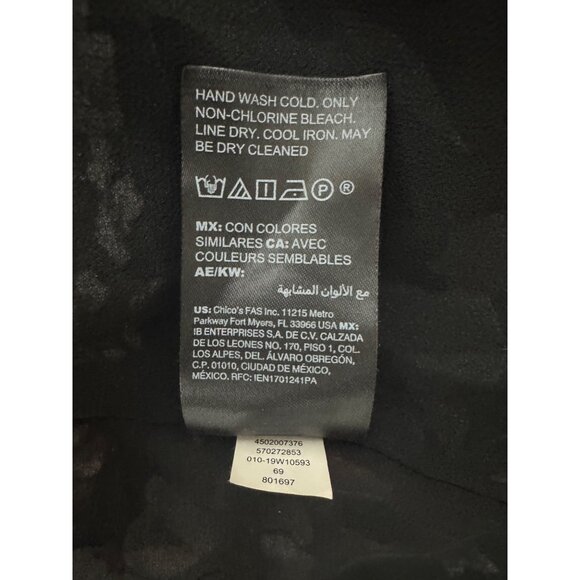 HAND WASH COLD. ONLY
NON-CHLORINE BLEACH.
LINE DRY. COOL IRON. MAY
BE DRY CLEANED
P ®
MX: CON COLORES
SIMILARES CA: AVEC
COULEURS SEMBLABLES
AE/KW:
مع الألوان المشابهة
US: Chico's FAS Inc. 11215 Metro
Parkway Fort Myers, FL 33966 USA MX:
IB ENTERPRISES S.A. DE C.V. CALZADA
DE LOS LEONES NO. 170, PISO 1, COL.
LOS ALPES, DEL. ÁLVARO OBREGÓN,
C.P. 01010, CIUDAD DE MÉXICO,
MÉXICO. RFC: IEN1701241PA
4502007376
570272853
010-19W10593
69
801697